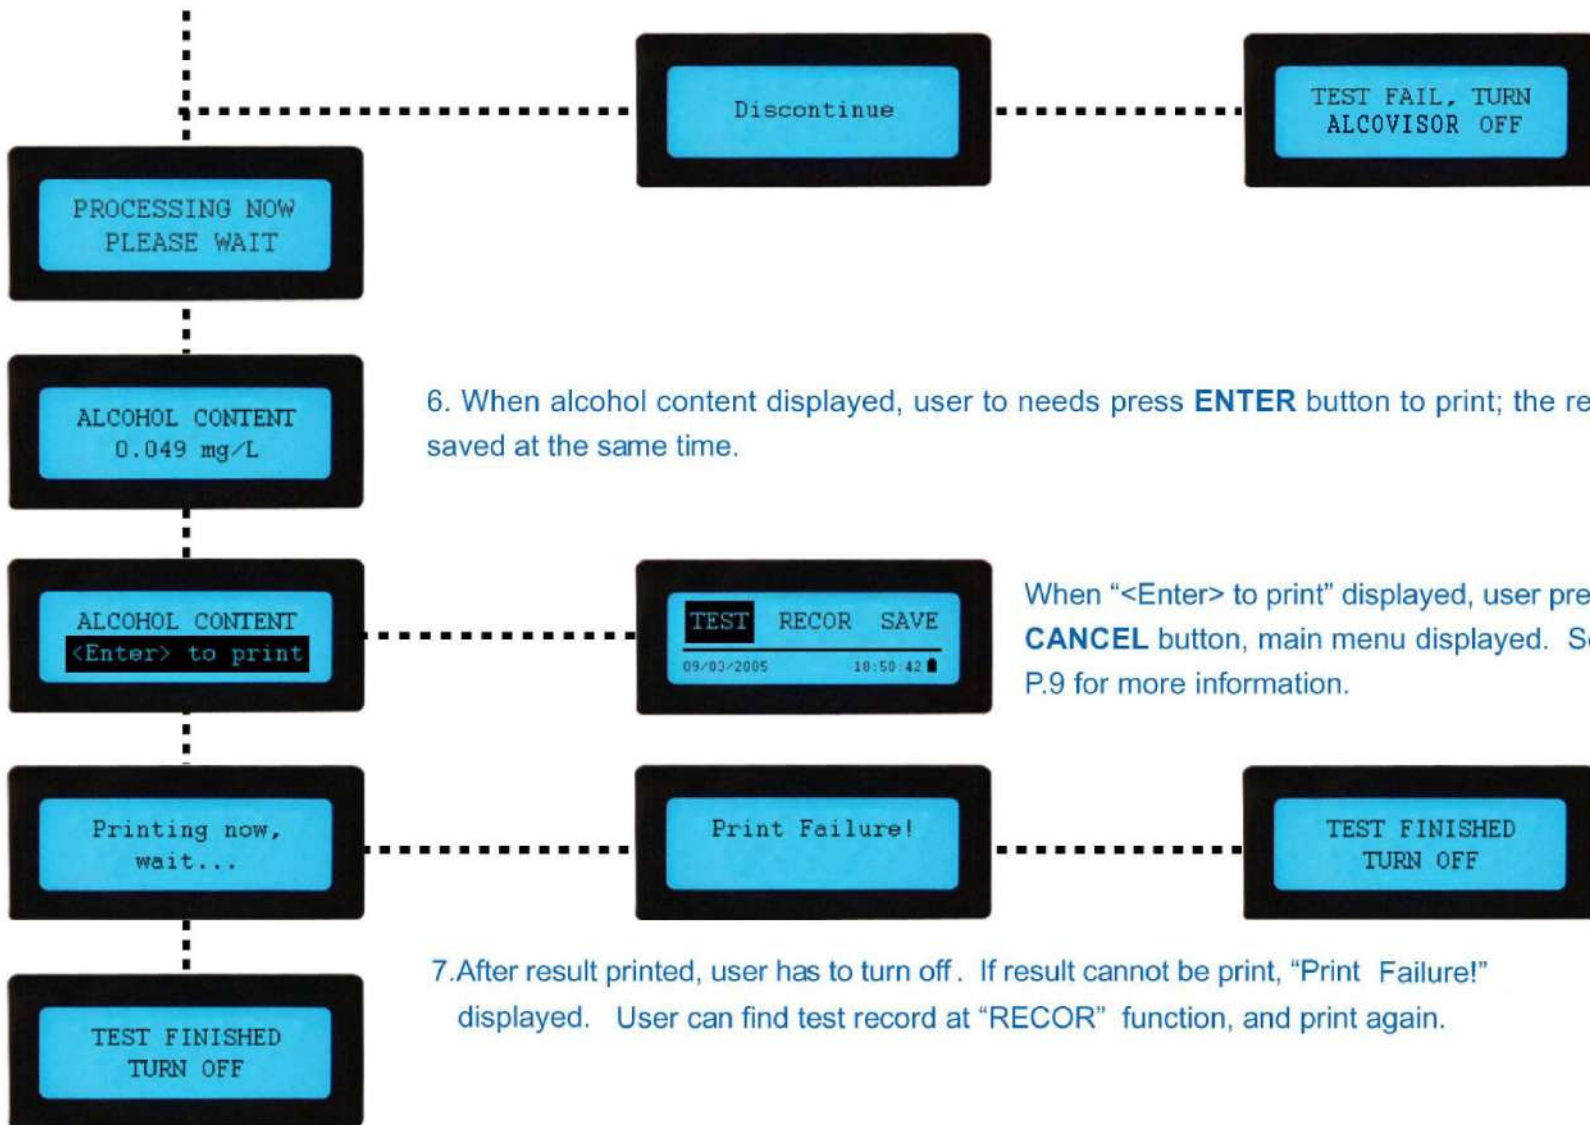 Discontinue
TEST FAIL, TURN
ALCOVISOR OFF
PROCESSING NOW
PLEASE WAIT
ALCOHOL CONTENT
0.049 mg/L
6. When alcohol content displayed, user to needs press ENTER button to print; the
saved at the same time.
ALCOHOL CONTENT
<Enter> to print
TEST RECOR SAVE
09/03/2005 18:50:42
When “<Enter> to print” displayed, user
CANCEL button, main menu displayed.
P.9 for more information.
Printing now,
wait...
Print Failure!
TEST FINISHED
TURN OFF
7.After result printed, user has to turn off. If result cannot be print, “Print Failure!”
displayed. User can find test record at “RECOR” function, and print again.
TEST FINISHED
TURN OFF